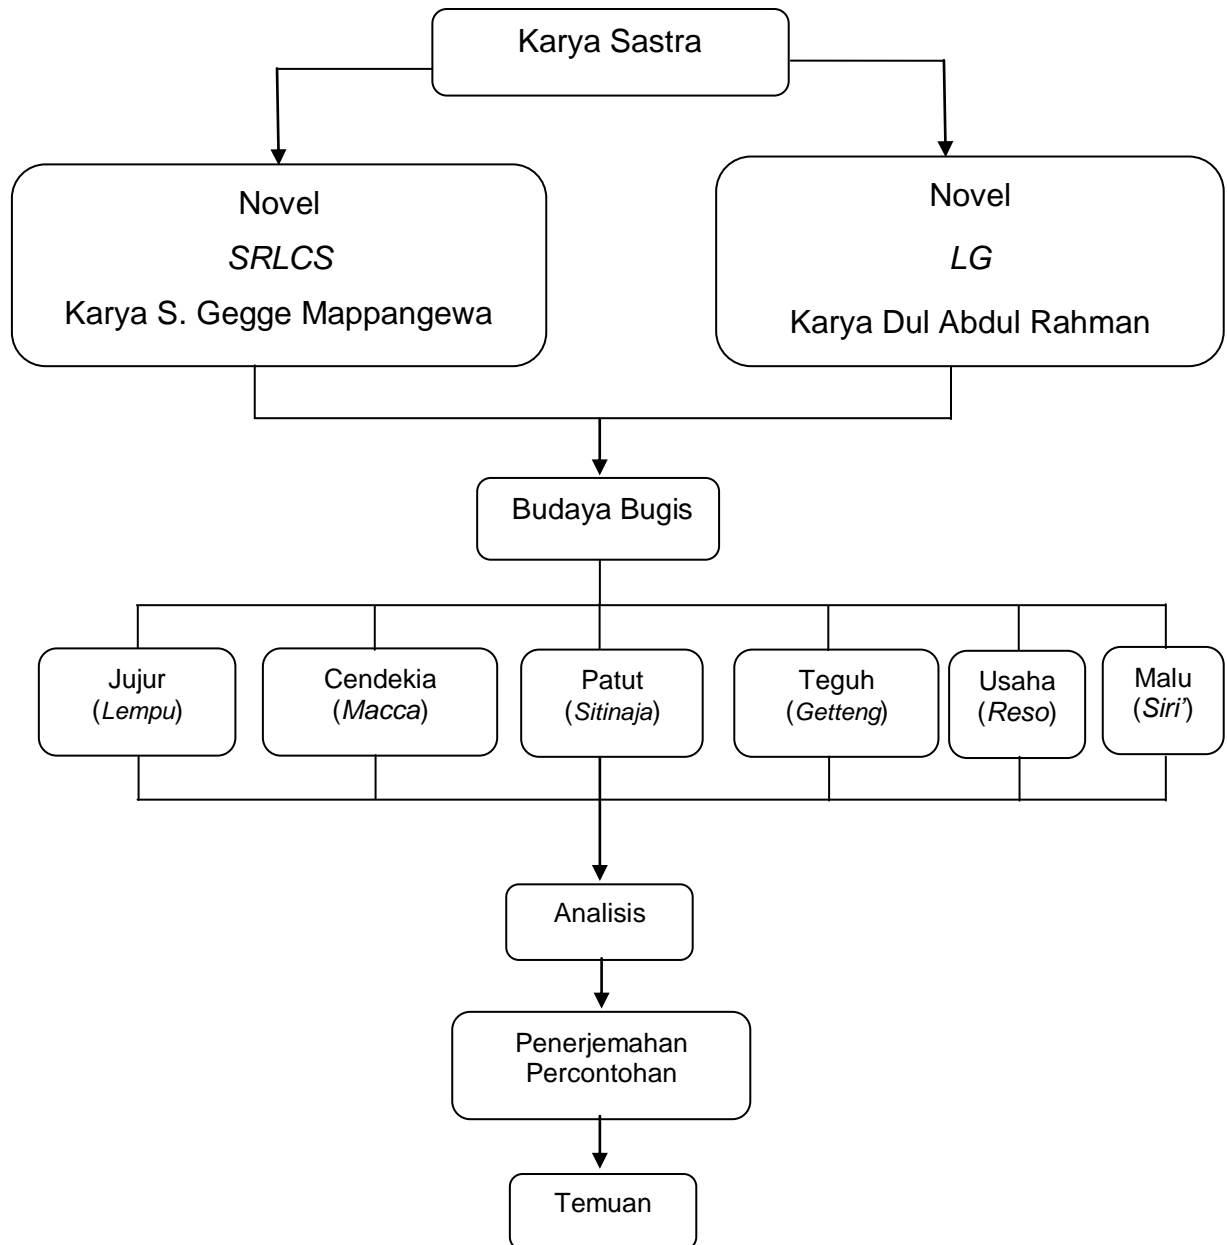 Karya Sastra
Novel
SRLCS
Karya S. Gegge Mappangewa
Novel
LG
Karya Dul Abdul Rahman
Budaya Bugis
Jujur
(Lempu)
Cendekia
(Macca)
Patut
(Sitinaja)
Teguh
(Getteng)
Usaha
(Reso)
Malu
(Siri’)
Analisis
Penerjemahan
Percontohan
Temuan